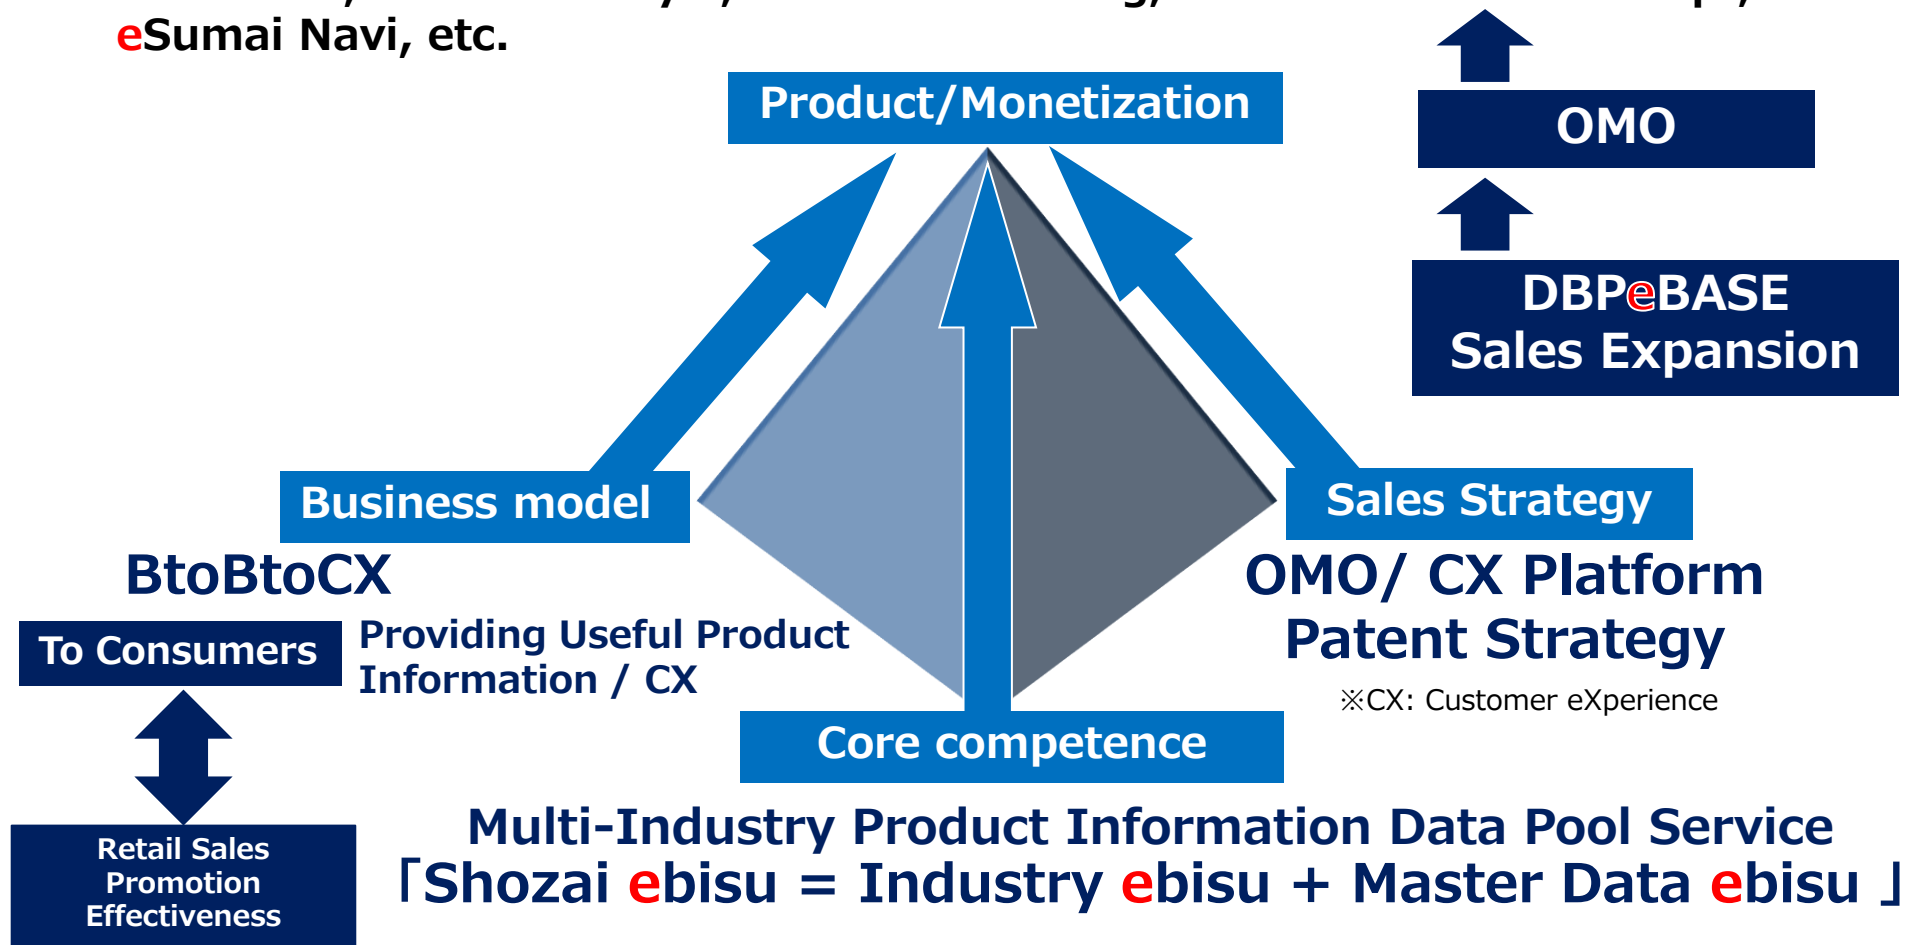 eSumai Navi, etc.
Product/Monetization
OMO
DBPeBASE
Sales Expansion
Business model
Sales Strategy
BtoBtoCX
OMO/ CX Platform
Patent Strategy
※CX: Customer eXperience
To Consumers
Providing Useful Product
Information / CX
Core competence
Retail Sales
Promotion
Effectiveness
Multi-Industry Product Information Data Pool Service
「Shozai ebisu = Industry ebisu + Master Data ebisu 」